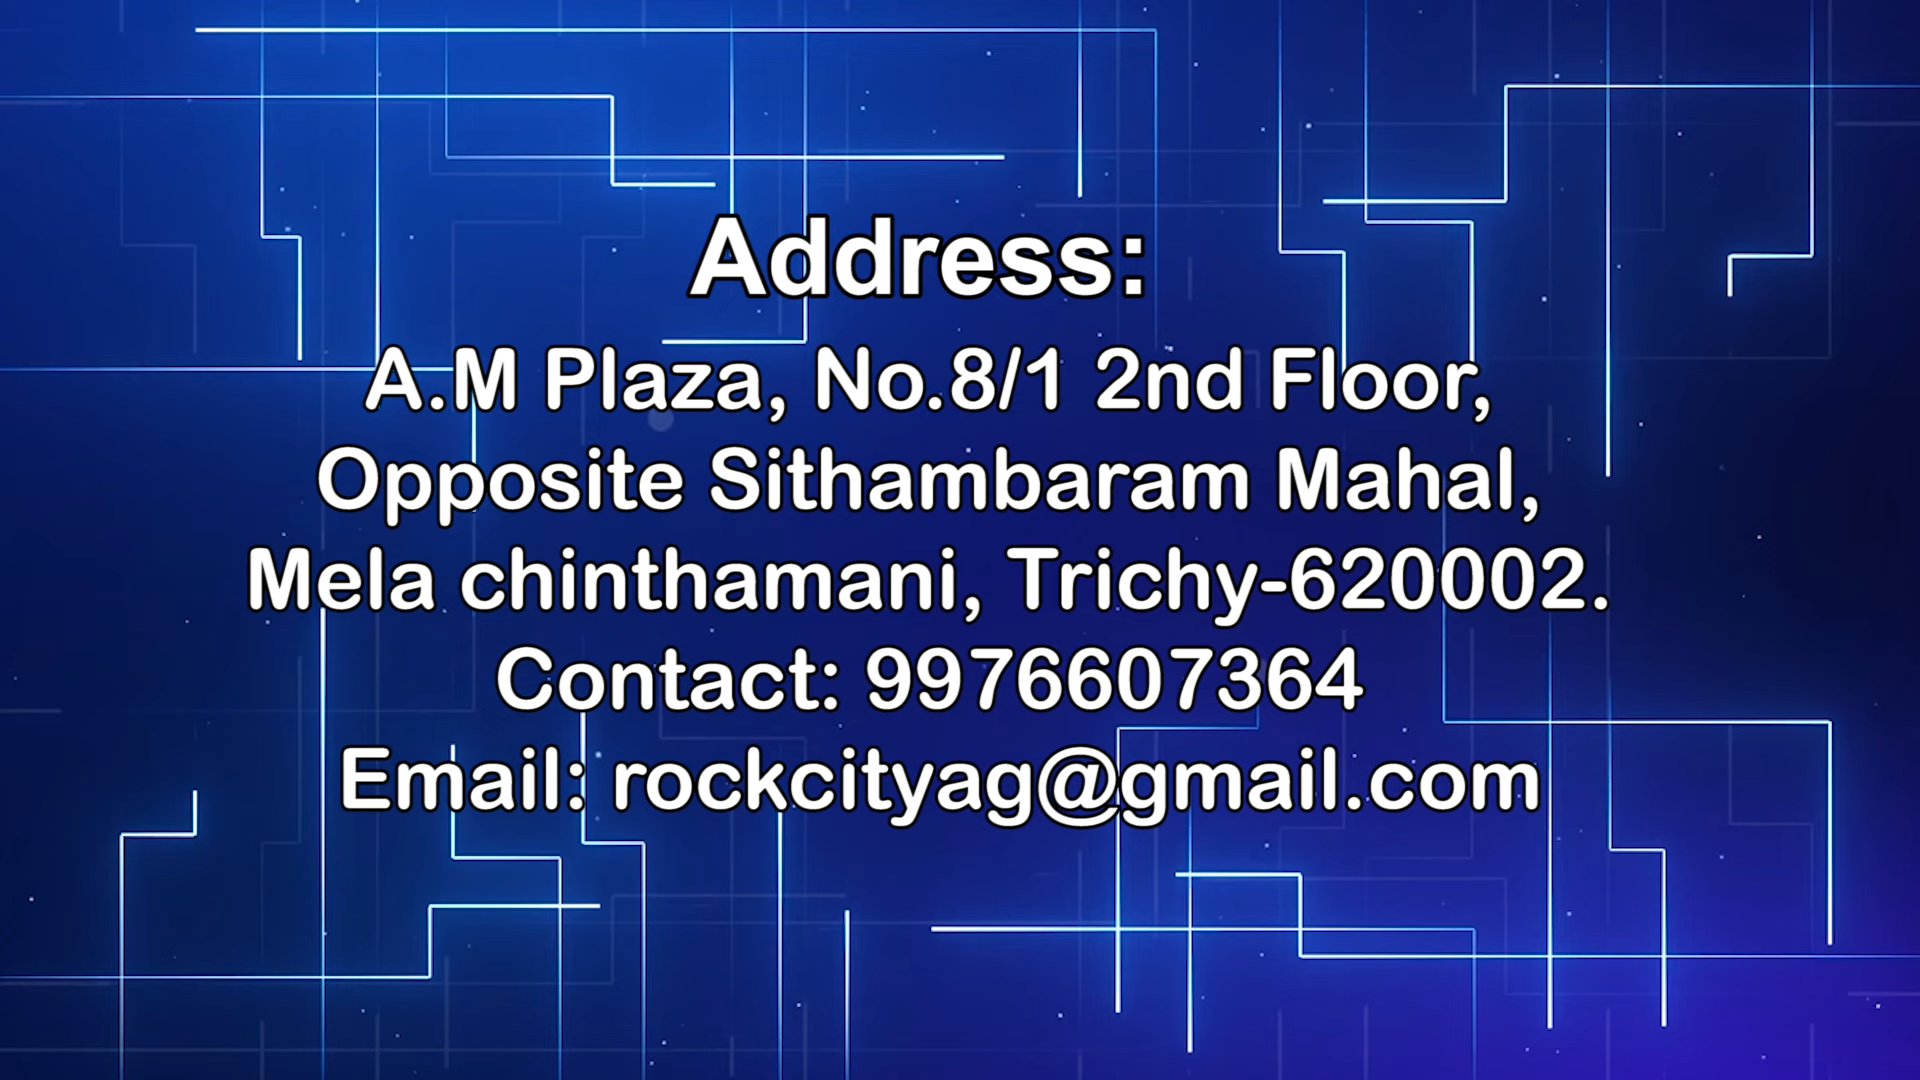 Address:
A.M Plaza, No.8/1 2nd Floor,
Opposite Sithambaram Mahal,
Mela chinthamani, Trichy-620002.
Contact: 9976607364
Email: rockcityag@gmail.com